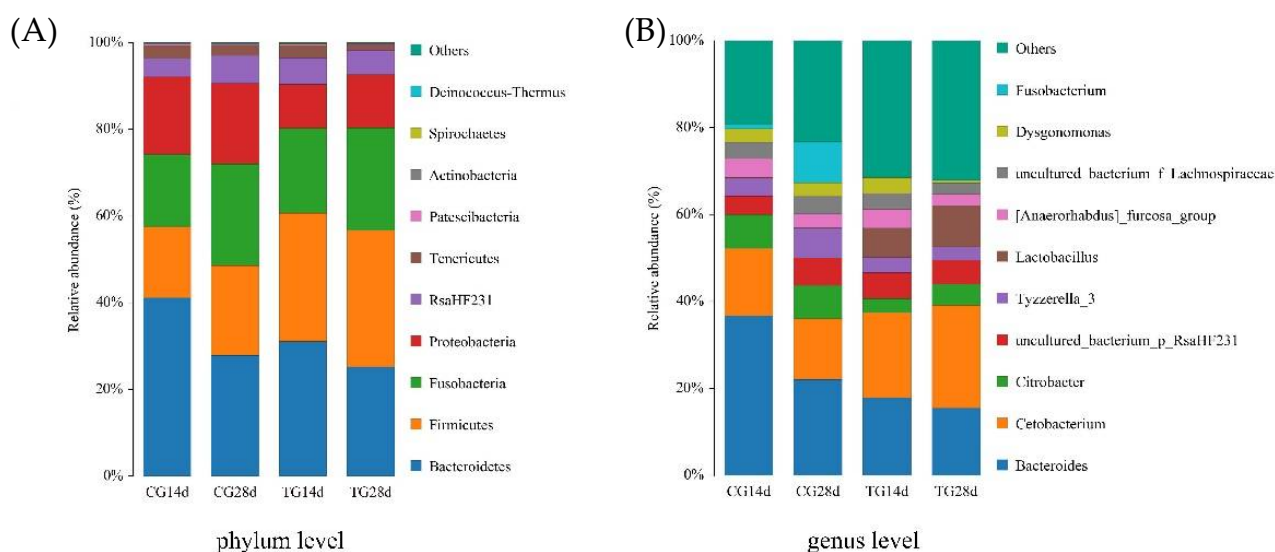 (A)
Relative abundance (%)
100%
80%
60%
40%
20%
0%
CG14d CG28d TG14d TG28d
phylum level
Others
Deinococcus-Thermus
Spirochaetes
Actinobacteria
Patescibacteria
Tenericutes
RsaHF231
Proteobacteria
Fusobacteria
Firmicutes
Bacteroidetes
(B)
Relative abundance (%)
100%
80%
60%
40%
20%
0%
CG14d CG28d TG14d TG28d
genus level
Others
Fusobacterium
Dysgonomonas
uncultured_bacterium_f_Lachnospiraceae
[Anaerorhabdus]_furcosa_group
Lactobacillus
Tyzzerella_3
uncultured_bacterium_p_RsaHF231
Citrobacter
Cetobacterium
Bacteroides